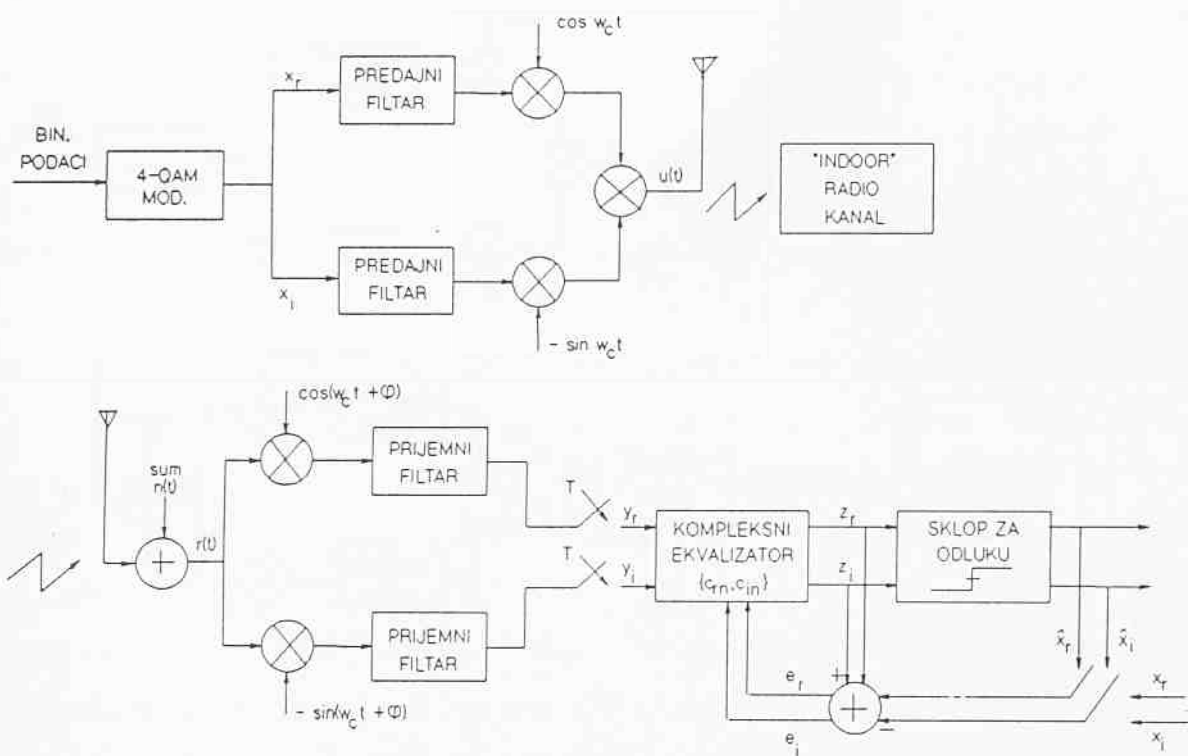 cos w_c t
x_r
PREDAJNI
FILTAR
BIN.
PODACI
4-QAM
MOD.
u(t)
"INDOOR"
RADIO
KANAL
x_i
PREDAJNI
FILTAR
- sin w_c t
cos(w_c t + φ)
PRIJEMNI
FILTAR
sum
n(t)
r(t)
T
y_r
KOMPLEKSNI
EKVALIZATOR
{c_rn, c_in}
z_r
SKLOP ZA
ODLUKU
T
y_i
z_i
PRIJEMNI
FILTAR
x̂_r
x̂_i
- sin(w_c t + φ)
e_r
+
+
−
e_i
x_r
x_i